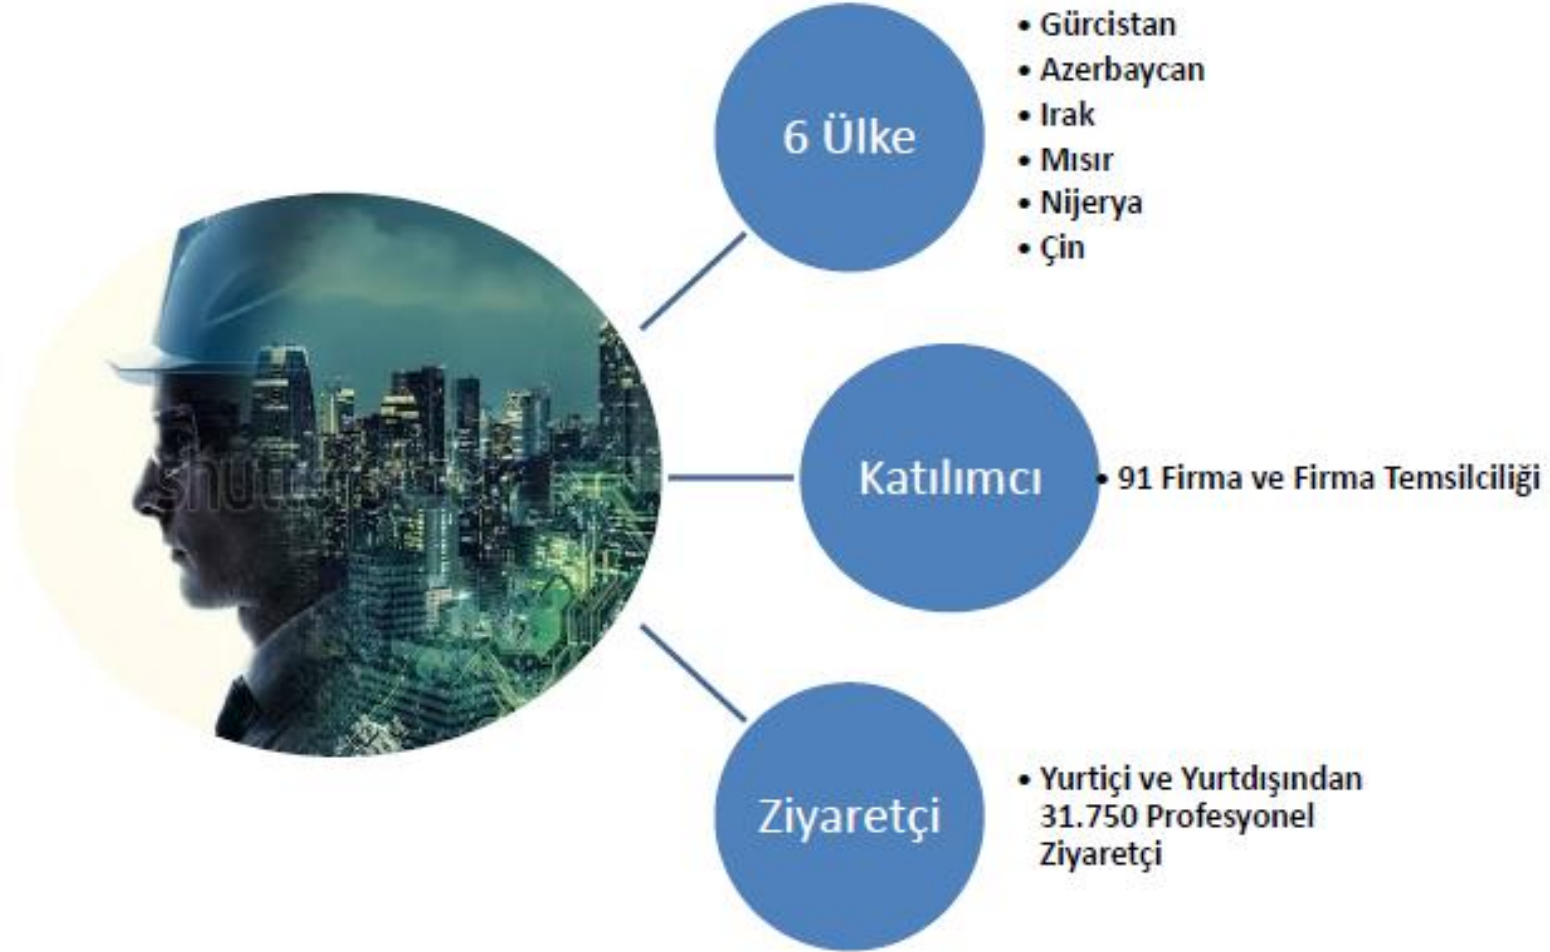 6 Ülke
• Gürcistan
• Azerbaycan
• Irak
• Mısır
• Nijerya
• Çin
Katılımcı
• 91 Firma ve Firma Temsilciliği
Ziyaretçi
• Yurtiçi ve Yurtdışından
31.750 Profesyonel
Ziyaretçi